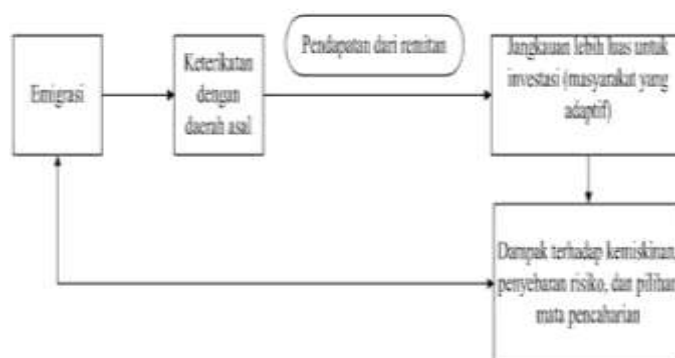 Emigrasi
Keterikatan
dengan
daerah asal
Pendapatan dari remitan
Jangkauan lebih luas untuk
investasi (masyarakat yang
adaptif)
Dampak terhadap kemiskinan,
penyebaran risiko, dan pilihan
mata pencaharian